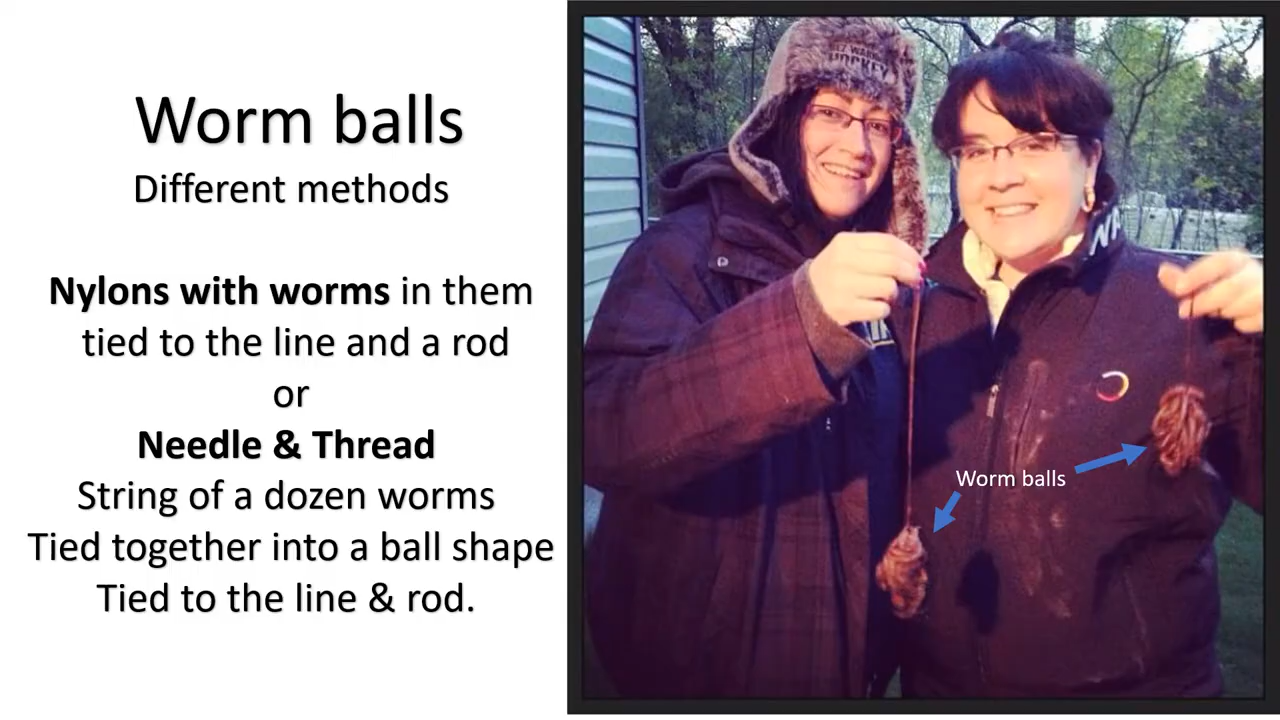 Worm balls
Different methods
Nylons with worms in them
tied to the line and a rod
or
Needle & Thread
String of a dozen worms
Tied together into a ball shape
Tied to the line & rod.
HOCKEY
Worm balls